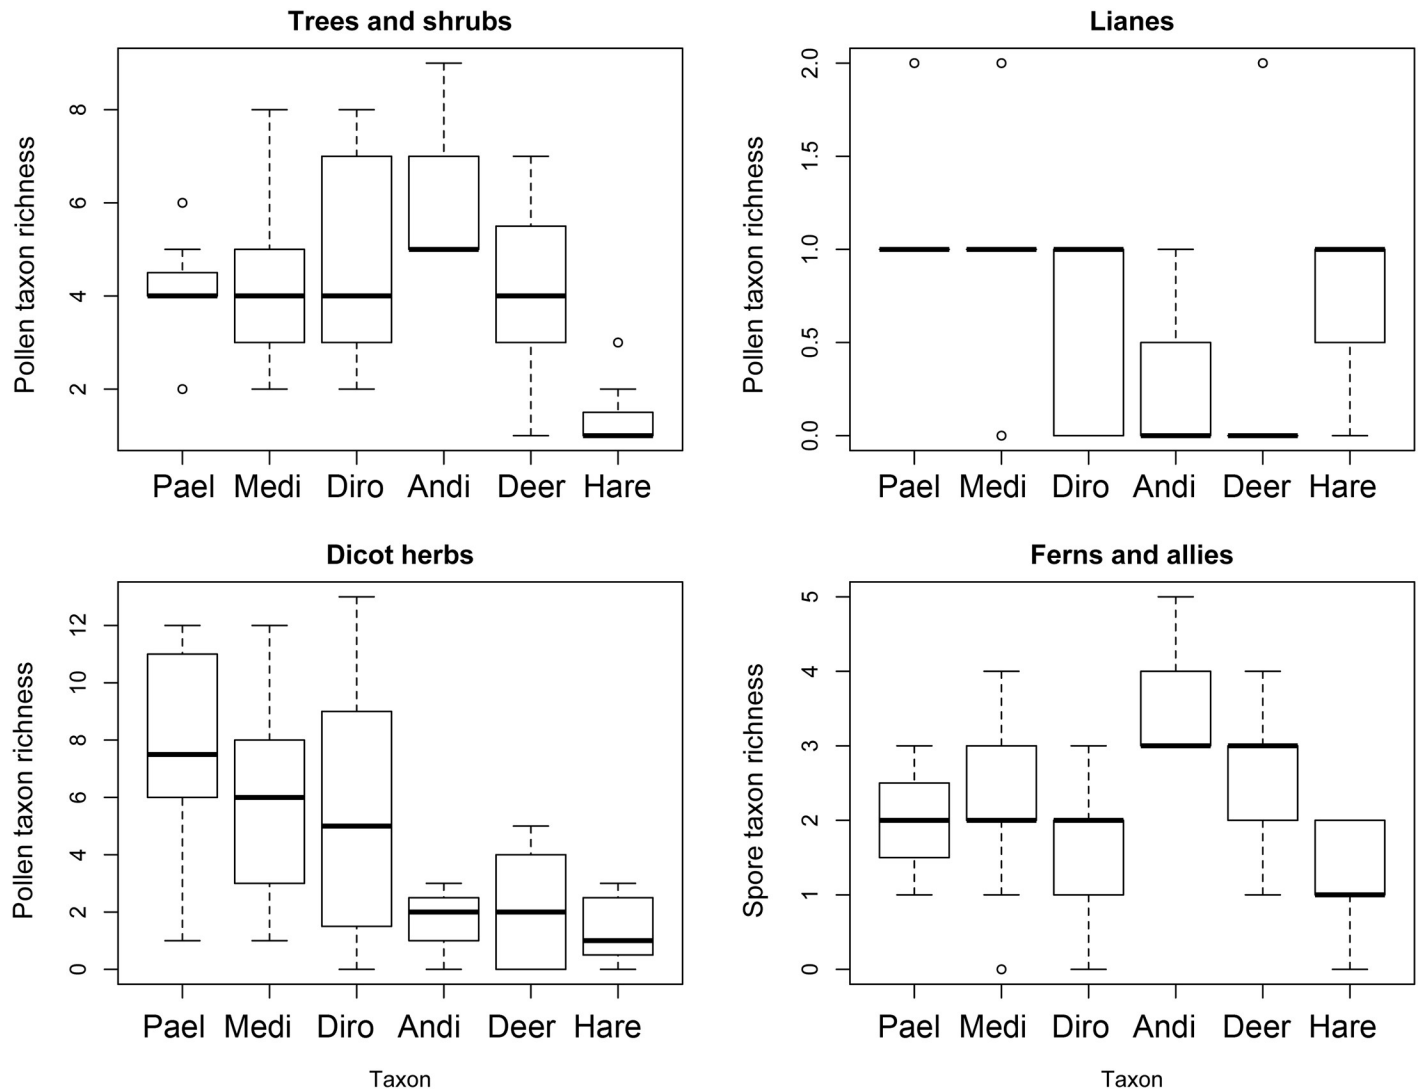 Trees and shrubs
Pollen taxon richness
8
6
4
2
Pael Medi Diro Andi Deer Hare
Lianes
Pollen taxon richness
2.0
1.5
1.0
0.5
0.0
Pael Medi Diro Andi Deer Hare
Dicot herbs
Pollen taxon richness
12
10
8
6
4
2
0
Pael Medi Diro Andi Deer Hare
Taxon
Ferns and allies
Spore taxon richness
5
4
3
2
1
0
Pael Medi Diro Andi Deer Hare
Taxon